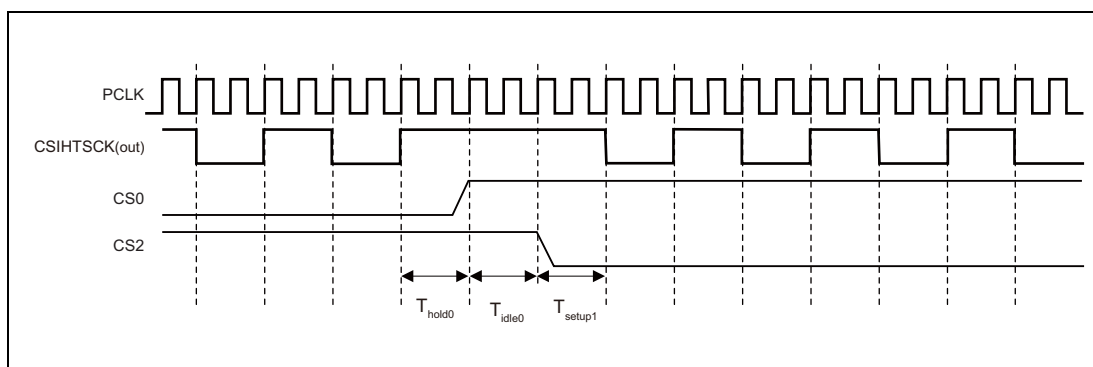 PCLK
CSIHTSCK(out)
CS0
CS2
Thold0 Tidle0 Tsetup1